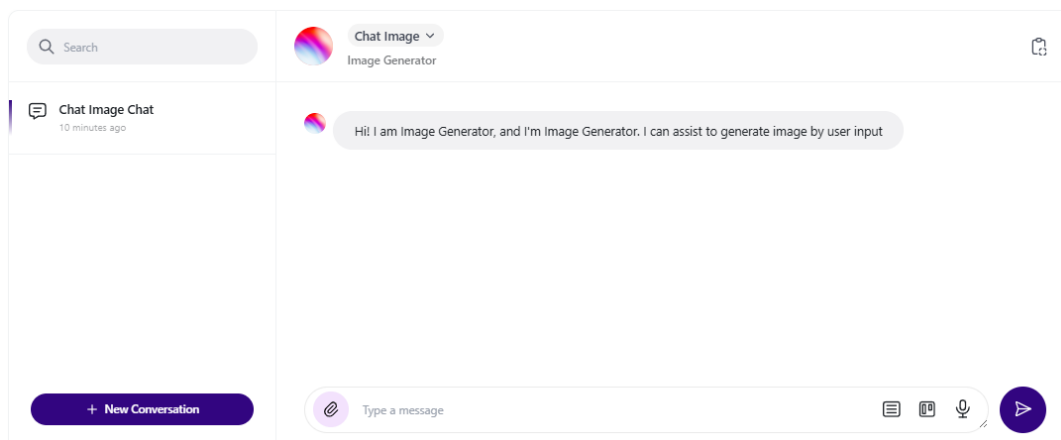 Search
Chat Image Chat
10 minutes ago
+ New Conversation
Chat Image
Image Generator
Hi! I am Image Generator, and I'm Image Generator. I can assist to generate image by user input
Type a message